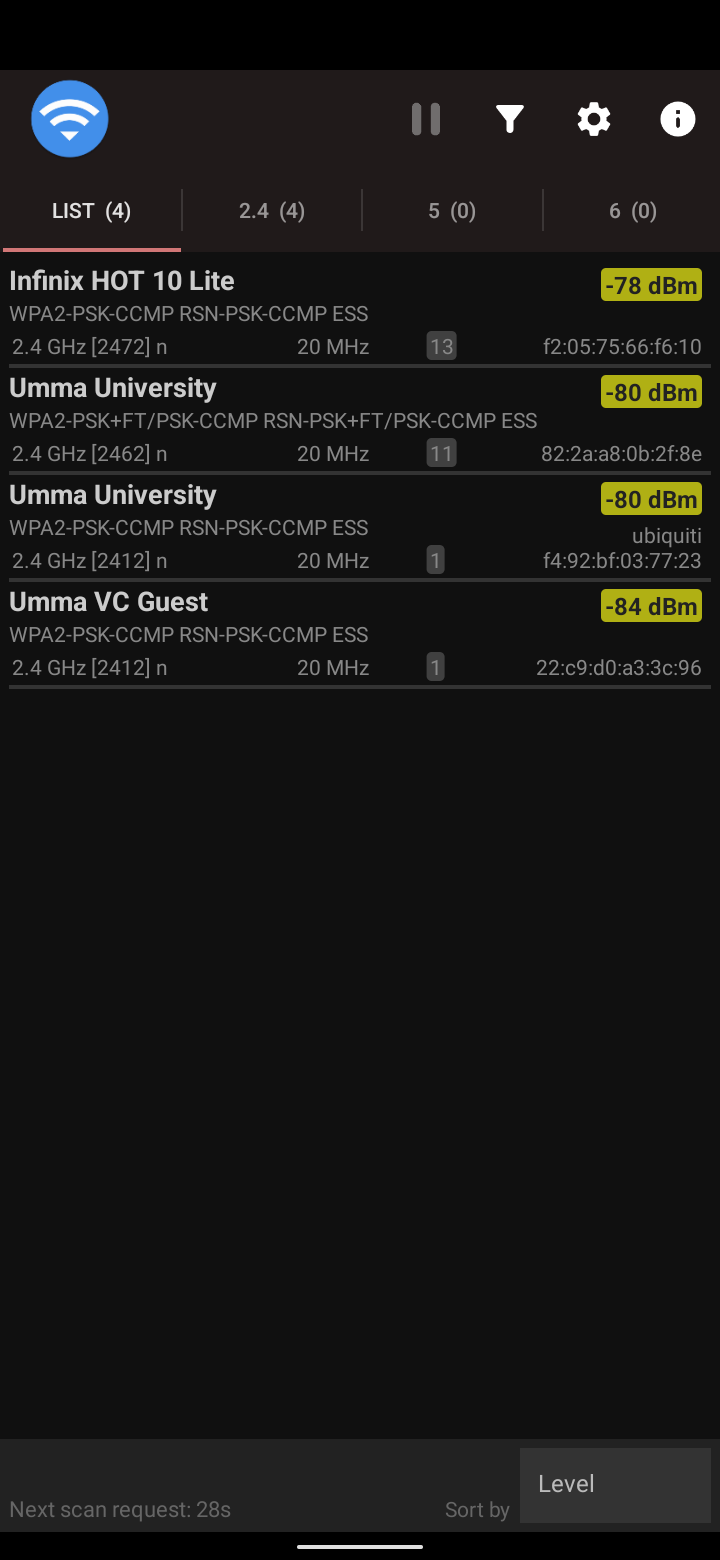 LIST (4) 2.4 (4) 5 (0) 6 (0)
Infinix HOT 10 Lite -78 dBm
WPA2-PSK-CCMP RSN-PSK-CCMP ESS
2.4 GHz [2472] n 20 MHz 13 f2:05:75:66:f6:10
Umma University -80 dBm
WPA2-PSK+FT/PSK-CCMP RSN-PSK+FT/PSK-CCMP ESS
2.4 GHz [2462] n 20 MHz 11 82:2a:a8:0b:2f:8e
Umma University -80 dBm
WPA2-PSK-CCMP RSN-PSK-CCMP ESS ubiquiti
2.4 GHz [2412] n 20 MHz 1 f4:92:bf:03:77:23
Umma VC Guest -84 dBm
WPA2-PSK-CCMP RSN-PSK-CCMP ESS
2.4 GHz [2412] n 20 MHz 1 22:c9:d0:a3:3c:96
Level
Next scan request: 28s Sort by